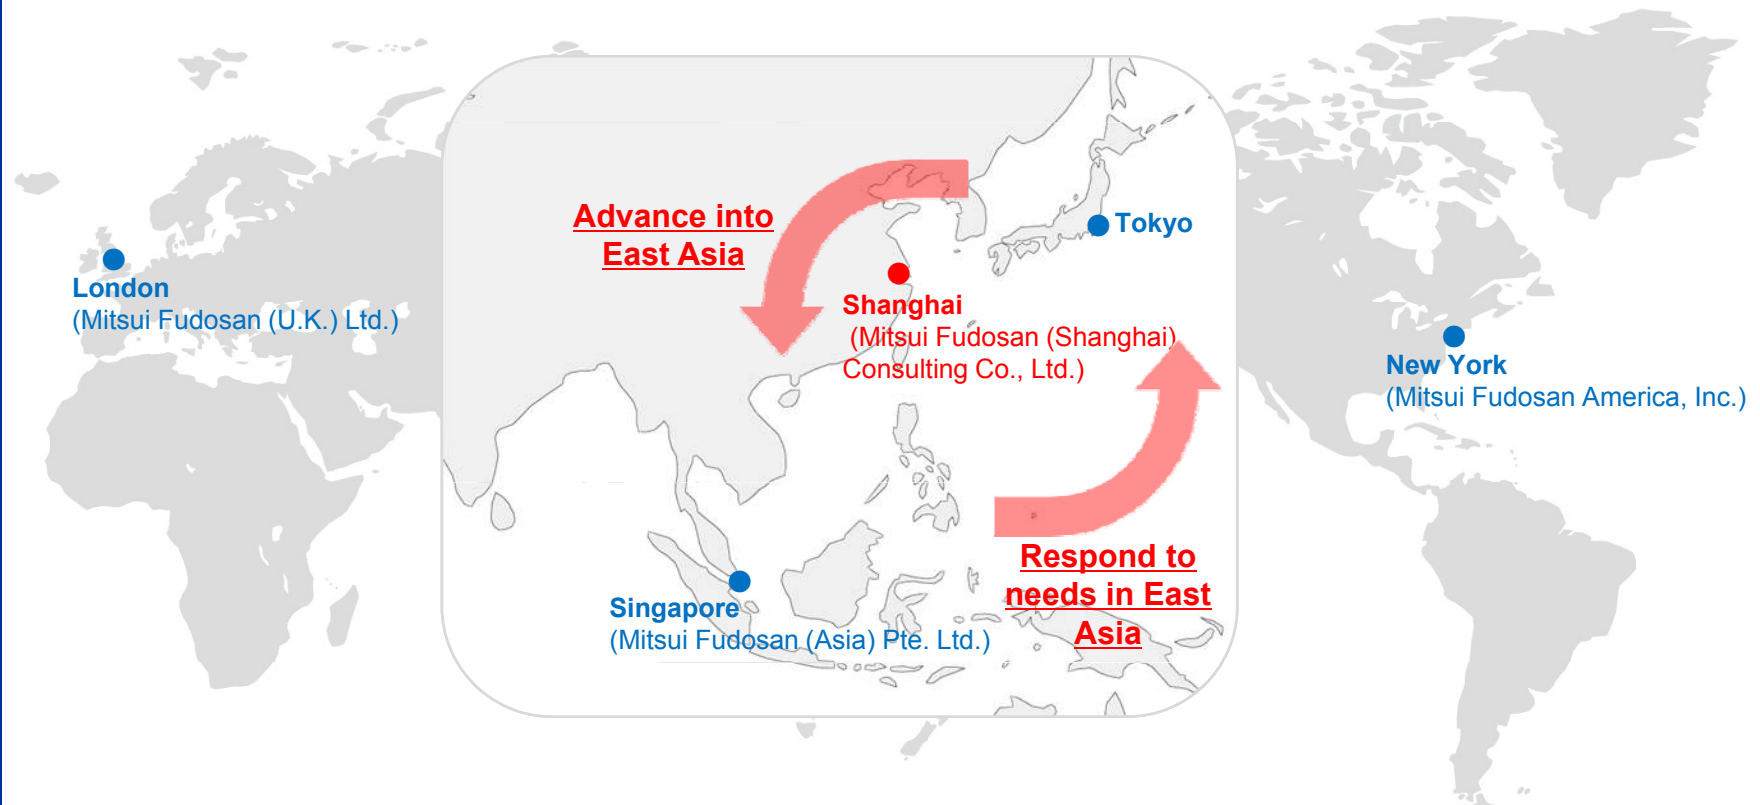 Advance into
East Asia
Tokyo
London
(Mitsui Fudosan (U.K.) Ltd.)
Shanghai
(Mitsui Fudosan (Shanghai)
Consulting Co., Ltd.)
New York
(Mitsui Fudosan America, Inc.)
Respond to
needs in East
Asia
Singapore
(Mitsui Fudosan (Asia) Pte. Ltd.)